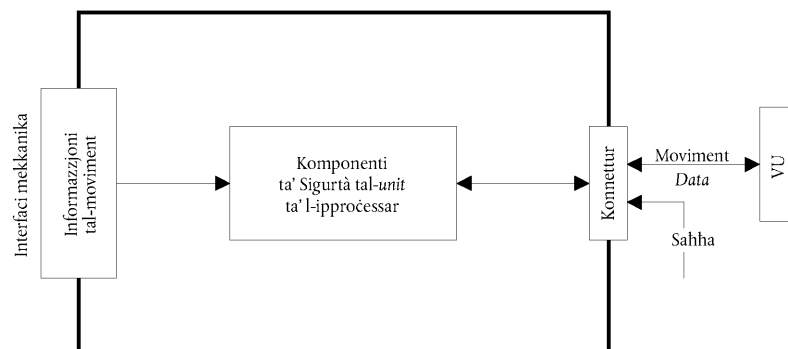 Interfaċi mekkanika
Informazzjoni
tal-moviment
Komponenti
ta' Sigurtà tal-unit
ta' l-ipproċessar
Konnettur
Moviment
Data
Saħħa
VU